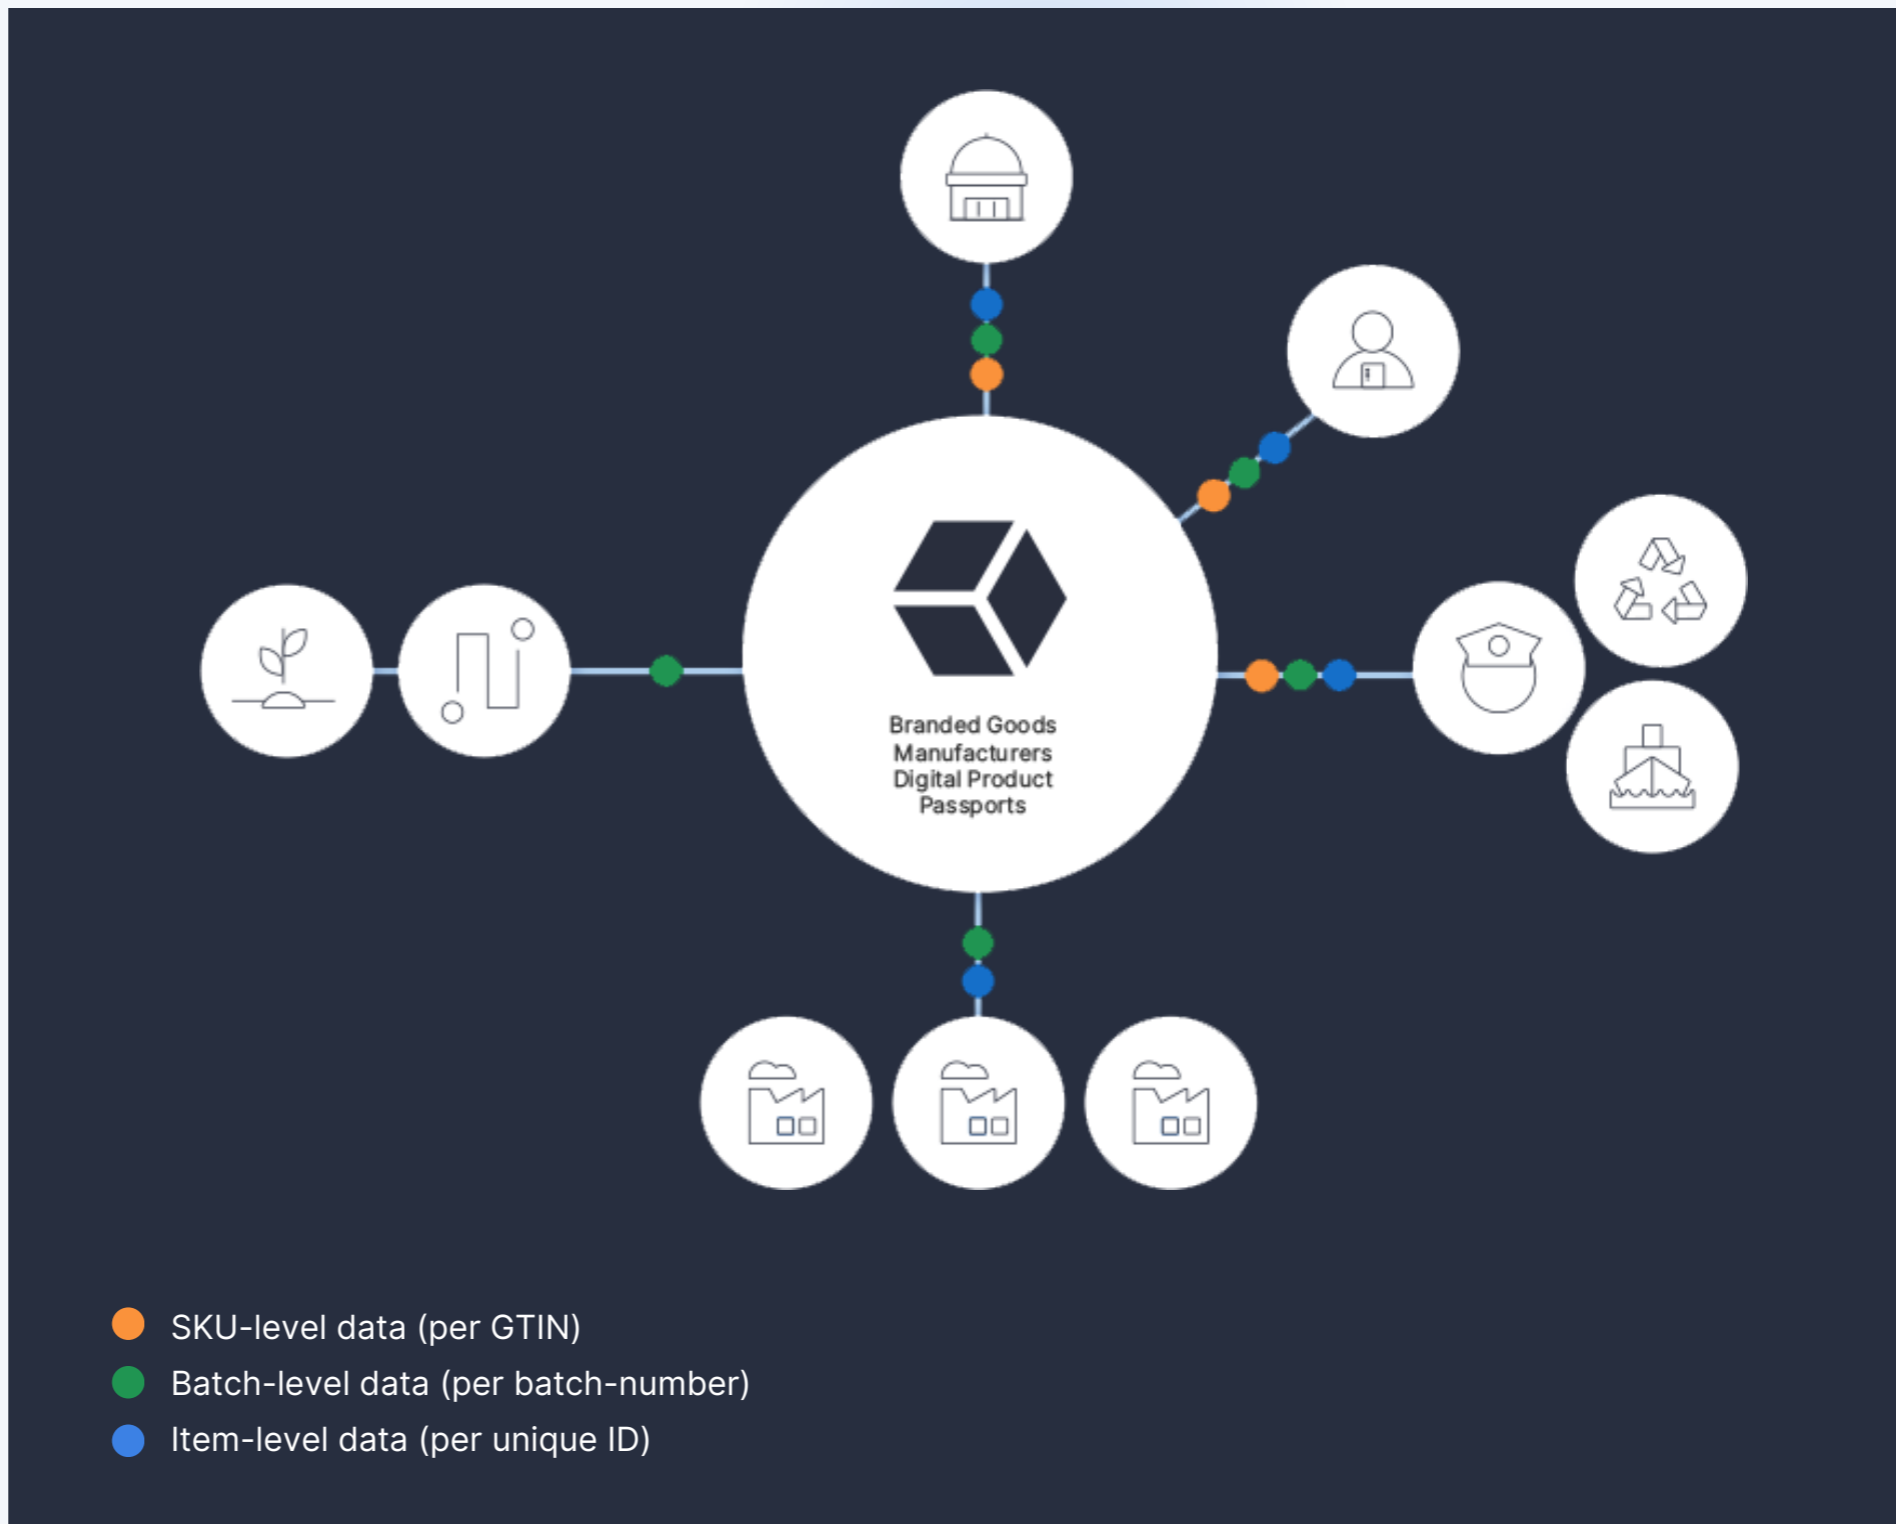 Branded Goods
Manufacturers
Digital Product
Passports
SKU-level data (per GTIN)
Batch-level data (per batch-number)
Item-level data (per unique ID)